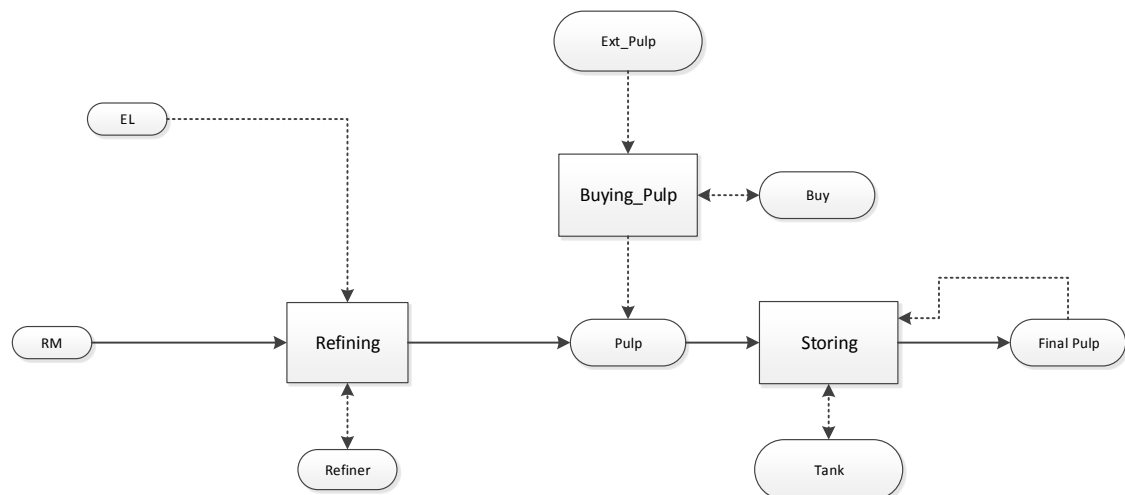 Ext_Pulp
EL
Buying_Pulp
Buy
RM
Refining
Pulp
Storing
Final Pulp
Refiner
Tank